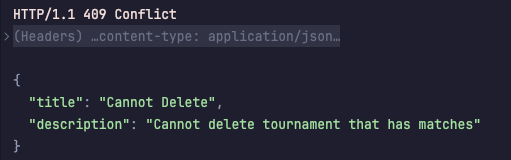 HTTP/1.1 409 Conflict
(Headers) …content-type: application/json…
{
"title": "Cannot Delete",
"description": "Cannot delete tournament that has matches"
}